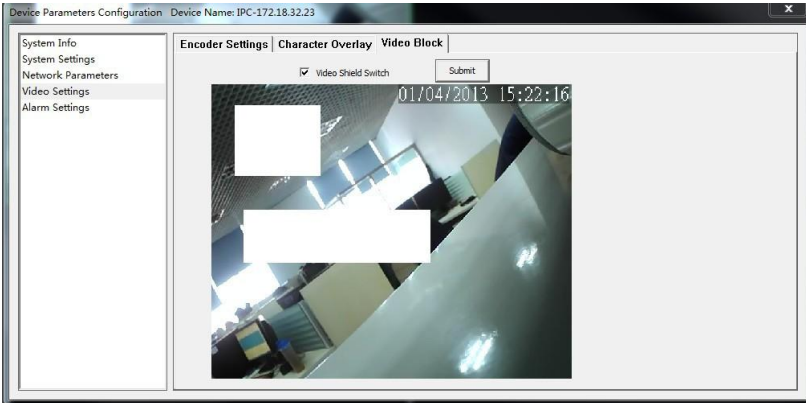 Device Parameters Configuration Device Name: IPC-172.18.32.23
x
System Info
System Settings
Network Parameters
Video Settings
Alarm Settings
Encoder Settings Character Overlay Video Block
Video Shield Switch Submit
01/04/2013 15:22:16